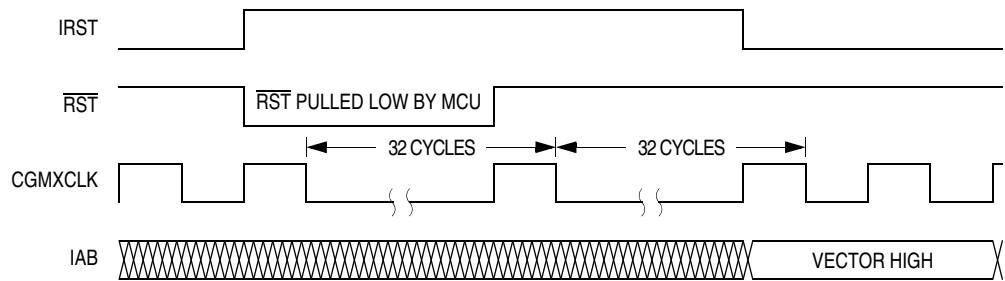 IRST
RST
RST PULLED LOW BY MCU
32 CYCLES
32 CYCLES
CGMXCLK
IAB
VECTOR HIGH